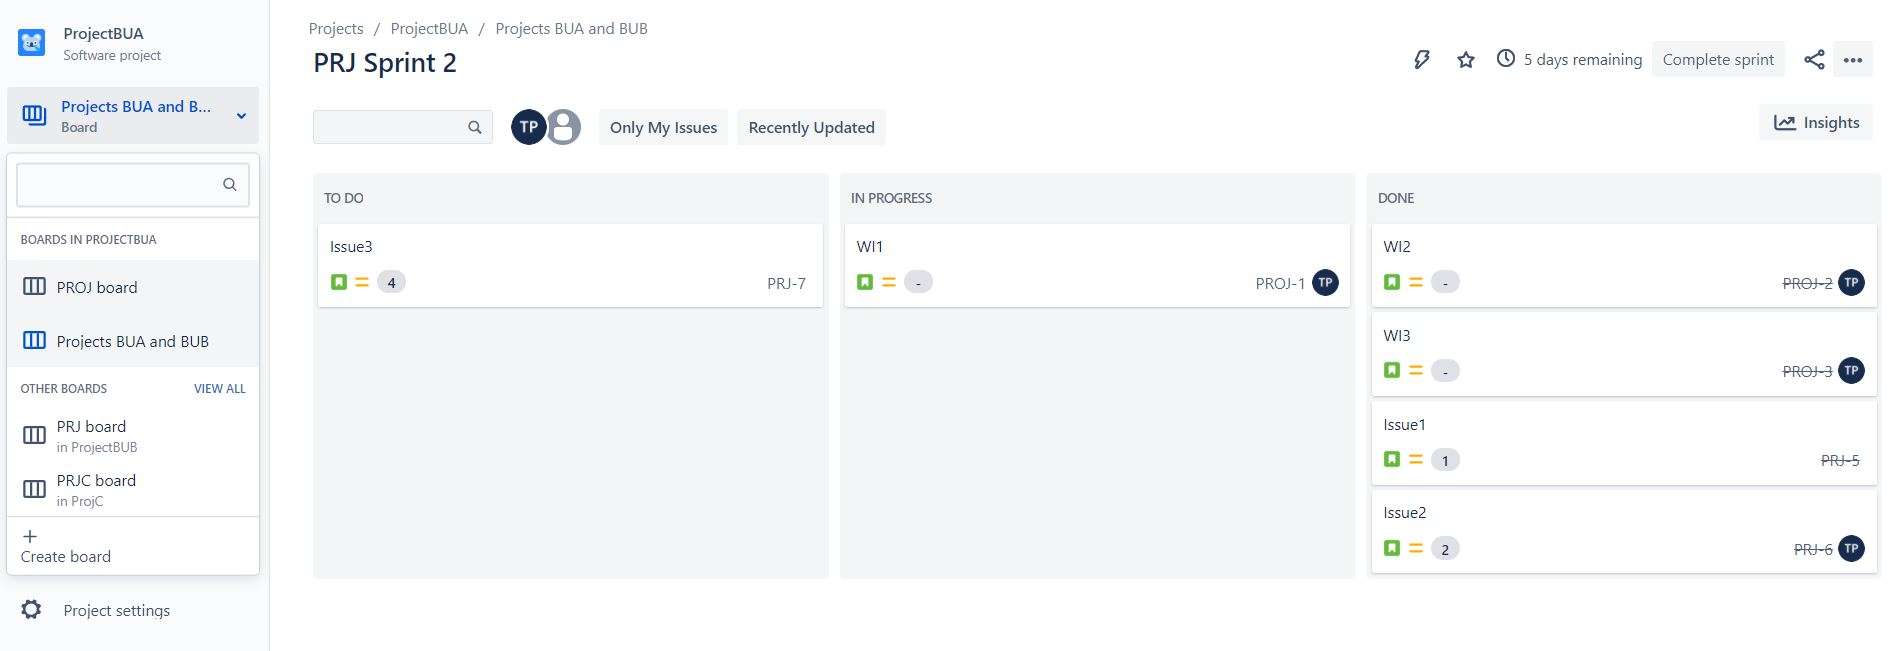 ProjectBUA
Software project
Projects BUA and B...
Board
BOARDS IN PROJECTBUA
PROJ board
Projects BUA and BUB
OTHER BOARDS VIEW ALL
PRJ board
in ProjectBUB
PRJC board
in ProjC
+
Create board
Project settings
Projects / ProjectBUA / Projects BUA and BUB
PRJ Sprint 2
5 days remaining Complete sprint
TP Only My Issues Recently Updated
Insights
TO DO
Issue3
4 PRJ-7
IN PROGRESS
WI1
- PROJ-1 TP
DONE
WI2
- PROJ-2 TP
WI3
- PROJ-3 TP
Issue1
1 PRJ-5
Issue2
2 PRJ-6 TP